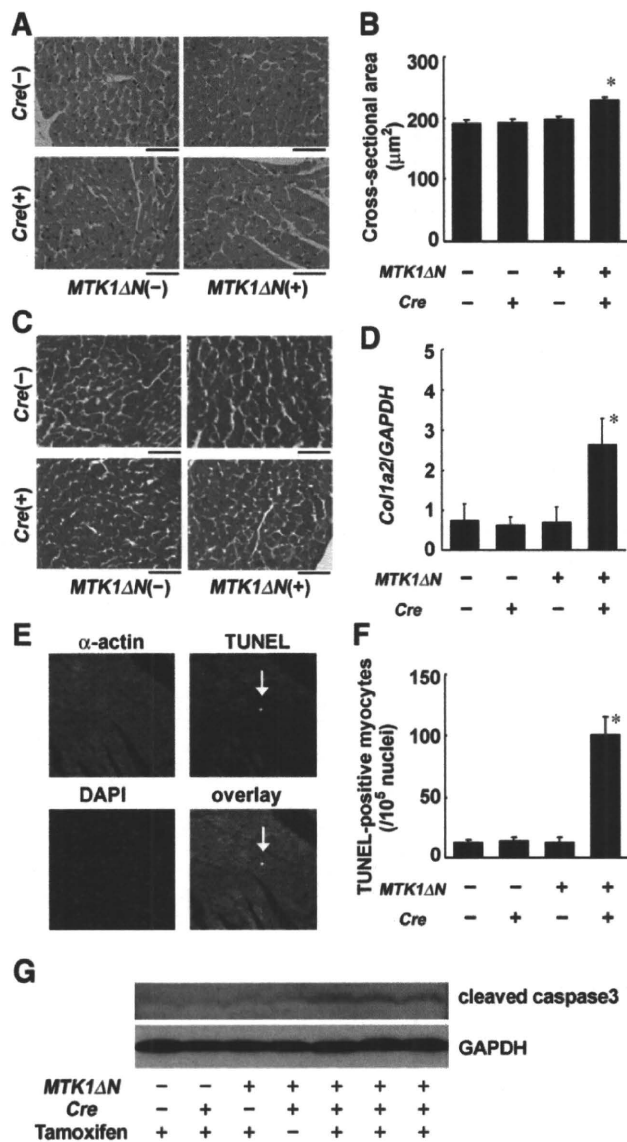 A
Cre(−)
Cre(+)
MTK1ΔN(−) MTK1ΔN(+)
B
Cross-sectional area
(μm²)
300
200
100
0
*
MTK1ΔN − − + +
Cre − + − +
C
Cre(−)
Cre(+)
MTK1ΔN(−) MTK1ΔN(+)
D
Col1a2/GAPDH
5
4
3
2
1
0
*
MTK1ΔN − − + +
Cre − + − +
E
α-actin TUNEL
DAPI overlay
F
TUNEL-positive myocytes
(/10⁵ nuclei)
150
100
50
0
*
MTK1ΔN − − + +
Cre − + − +
G
cleaved caspase3
GAPDH
MTK1ΔN − − + + + + +
Cre − + − + + + +
Tamoxifen + + + − + + +